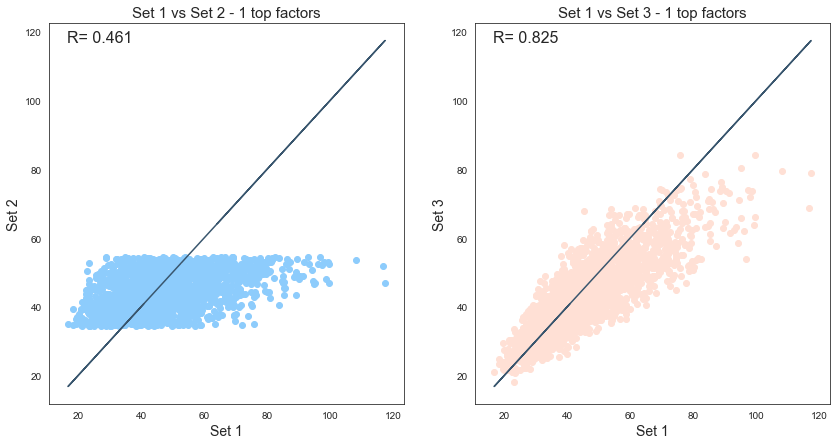 Set 1 vs Set 2 - 1 top factors
R= 0.461
120
100
80
60
40
20
Set 2
20 40 60 80 100 120
Set 1
Set 1 vs Set 3 - 1 top factors
R= 0.825
120
100
80
60
40
20
Set 3
20 40 60 80 100 120
Set 1